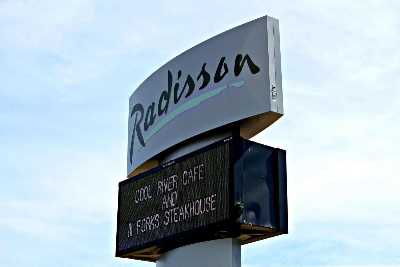 Radisson
COOL RIVER CAFE
AND
FORKS STEAKHOUSE